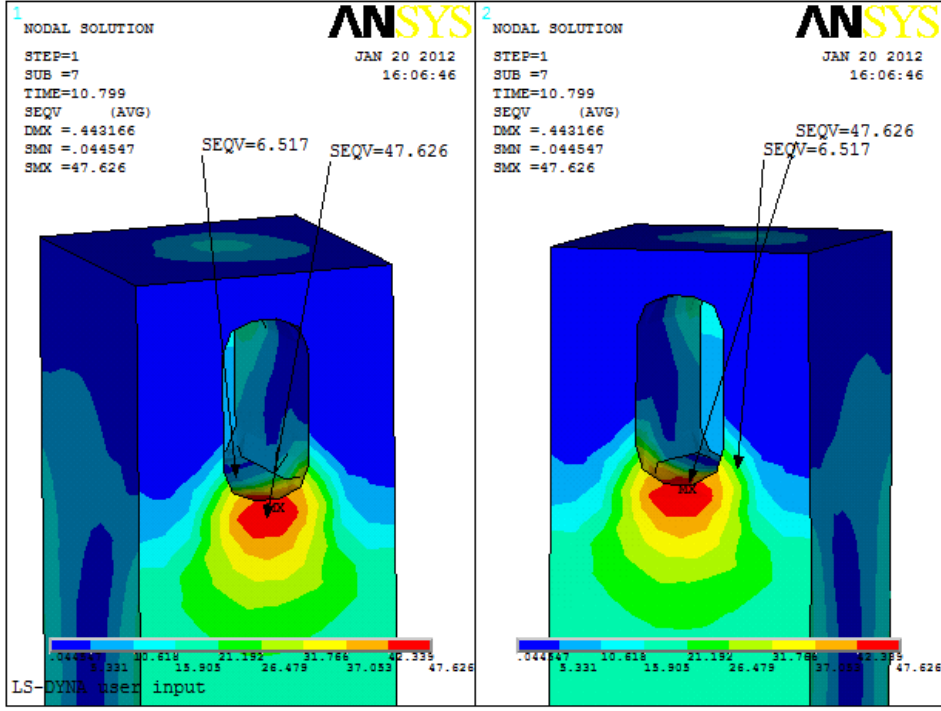 1
ANSYS
NODAL SOLUTION
STEP=1
JAN 20 2012
SUB =7
16:06:46
TIME=10.799
SEQV (AVG)
DMX =.443166
SMN =.044547
SMX =47.626
SEQV=6.517
SEQV=47.626
MX
.044547 10.618 21.192 31.766 42.339
5.331 15.905 26.479 37.053 47.626
LS-DYNA user input
2
ANSYS
NODAL SOLUTION
STEP=1
JAN 20 2012
SUB =7
16:06:46
TIME=10.799
SEQV (AVG)
DMX =.443166
SMN =.044547
SMX =47.626
SEQV=47.626
SEQV=6.517
MX
.044547 10.618 21.192 31.766 42.339
5.331 15.905 26.479 37.053 47.626